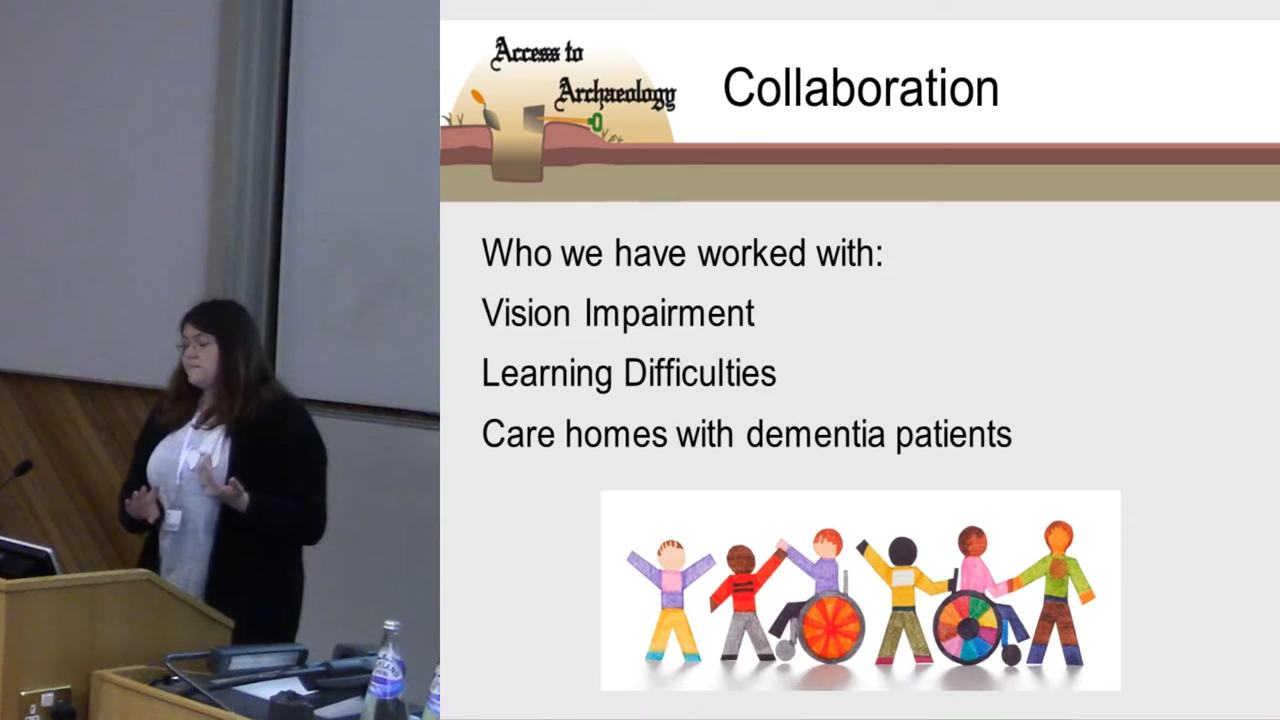 Access to
Archaeology
Collaboration
Who we have worked with:
Vision Impairment
Learning Difficulties
Care homes with dementia patients